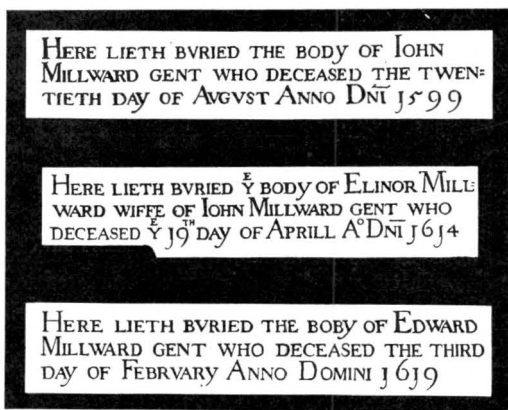 HERE LIETH BVRIED THE BODY OF IOHN
MILLWARD GENT WHO DECEASED THE TWEN=
TIETH DAY OF AVGVST ANNO DNĪ 1599
HERE LIETH BVRIED Yᴱ BODY OF ELINOR MILL=
WARD WIFFE OF IOHN MILLWARD GENT WHO
DECEASED Yᴱ 19ᵀᴴ DAY OF APRILL Aº DNĪ 1614
HERE LIETH BVRIED THE BOBY OF EDWARD
MILLWARD GENT WHO DECEASED THE THIRD
DAY OF FEBRVARY ANNO DOMINI 1619